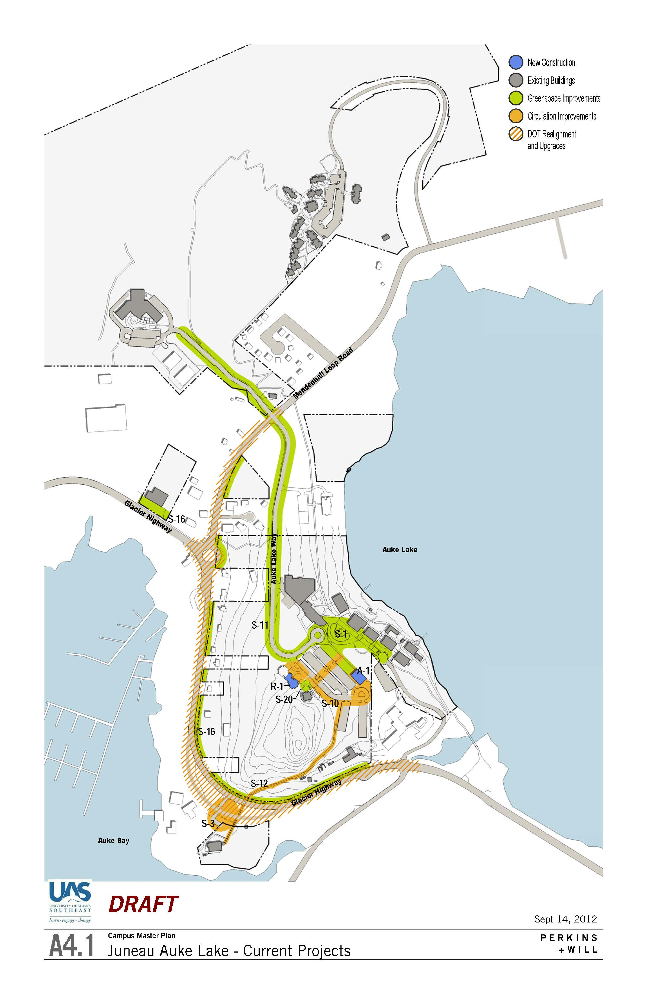 New Construction
Existing Buildings
Greenspace Improvements
Circulation Improvements
DOT Realignment
and Upgrades
Mendenhall Loop Road
Glacier Highway
S-16
Auke Lake Way
Auke Lake
S-11
S-1
A-1
R-1
S-20
S-10
S-16
S-12
Glacier Highway
S-3
Auke Bay
UAS
UNIVERSITY OF ALASKA
SOUTHEAST
learn • engage • change
DRAFT
Sept 14, 2012
A4.1
Campus Master Plan
Juneau Auke Lake - Current Projects
PERKINS
+WILL